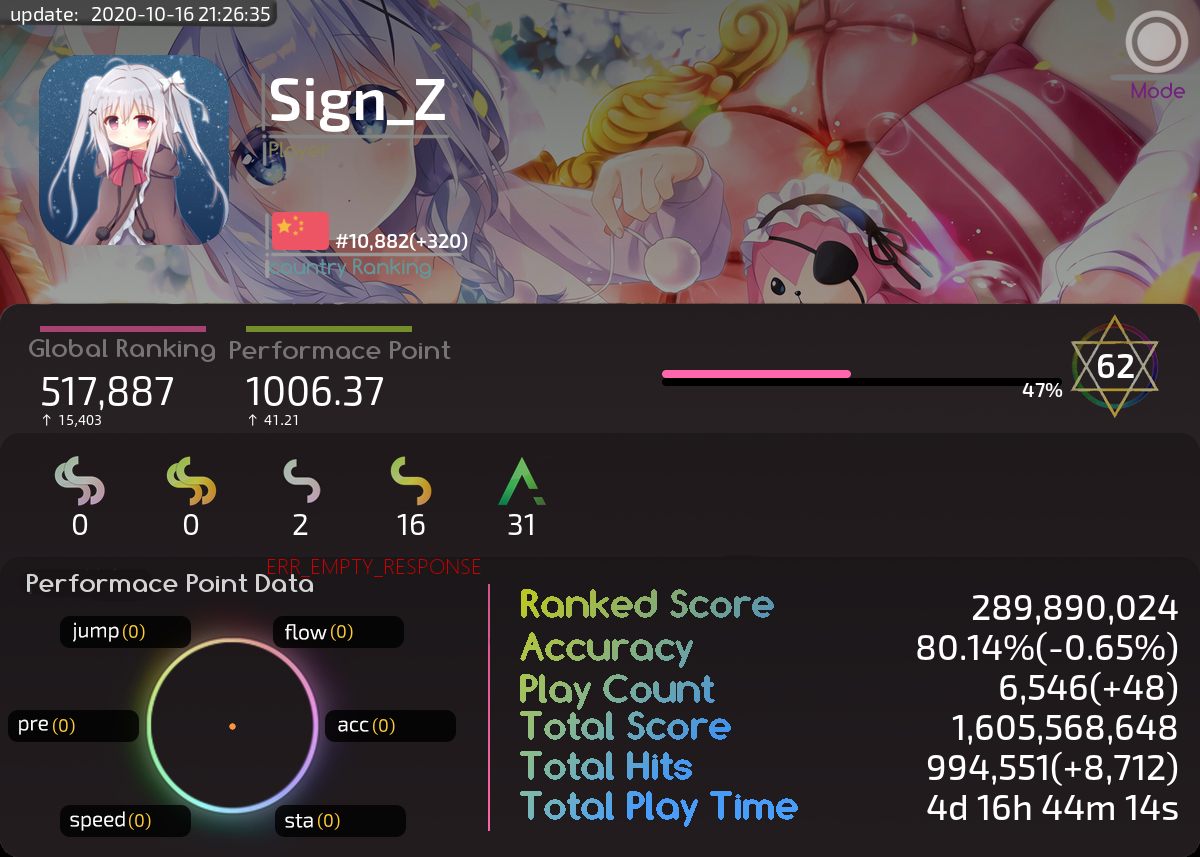 update: 2020-10-16 21:26:35
Mode
Sign_Z
Player
#10,882(+320)
country Ranking
Global Ranking
Performace Point
517,887
1006.37
↑ 15,403
↑ 41.21
47%
62
0
0
2
16
31
ERR_EMPTY_RESPONSE
Performace Point Data
jump(0)
flow(0)
pre(0)
acc(0)
speed(0)
sta(0)
Ranked Score 289,890,024
Accuracy 80.14%(-0.65%)
Play Count 6,546(+48)
Total Score 1,605,568,648
Total Hits 994,551(+8,712)
Total Play Time 4d 16h 44m 14s